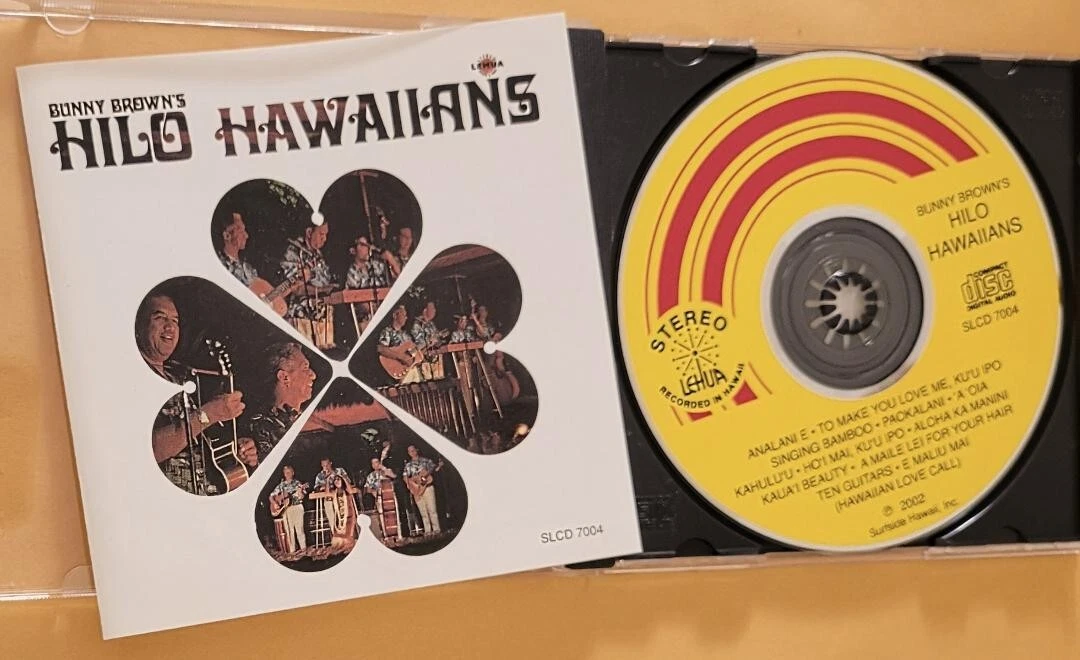 LEHUA
BUNNY BROWN'S
HILO HAWAIIANS
SLCD 7004
BUNNY BROWN'S
HILO
HAWAIIANS
COMPACT
disc
DIGITAL AUDIO
SLCD 7004
STEREO
LEHUA
RECORDED IN HAWAII
ANALANI E • TO MAKE YOU LOVE ME, KU'U IPO
SINGING BAMBOO • PAOKALANI • 'A 'OIA
KAHULU'U • HO'I MAI, KU'U IPO • ALOHA KA MANINI
KAUA'I BEAUTY • A MAILE LEI FOR YOUR HAIR
TEN GUITARS • E MALIU MAI
(HAWAIIAN LOVE CALL)
℗ 2002
Surfside Hawaii, Inc.